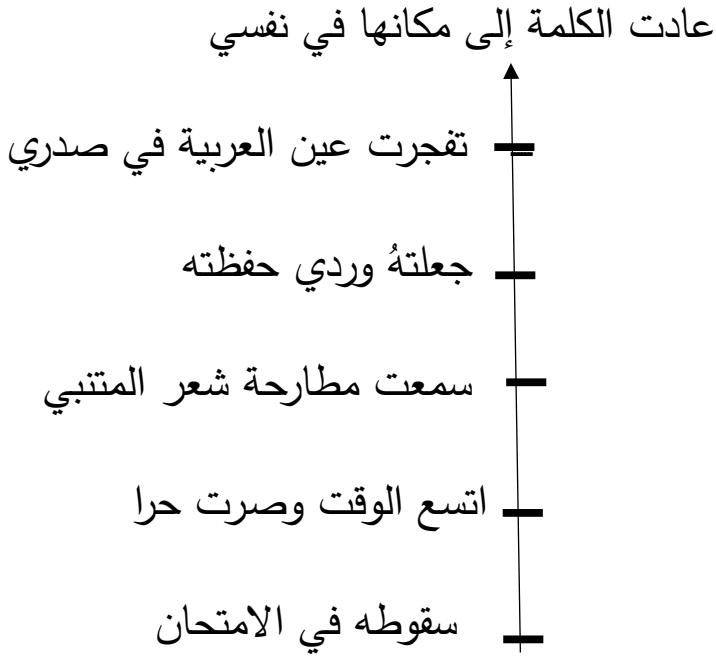 عادت الكلمة إلى مكانها في نفسي
تفجرت عين العربية في صدري
جعلتهُ وردي حفظته
سمعت مطارحة شعر المتنبي
اتسع الوقت وصرت حرا
سقوطه في الامتحان